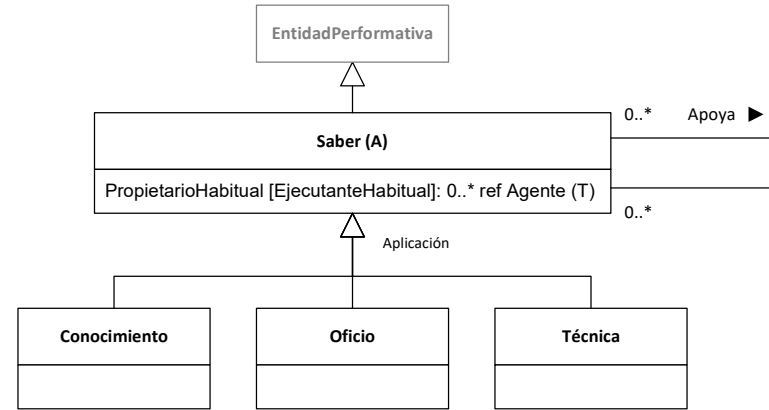 EntidadPerformativa
0..* Apoya ►
Saber (A)
PropietarioHabitual [EjecutanteHabitual]: 0..* ref Agente (T)
0..*
Aplicación
Conocimiento
Oficio
Técnica